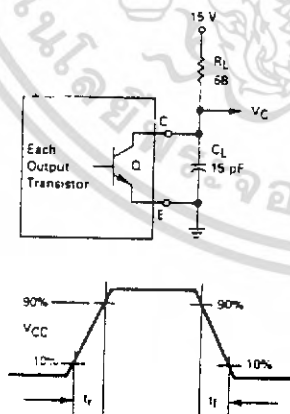 15 V
RL
68
C
VC
Each
Output
Transistor
Q
CL
15 pF
E
90%
90%
VCC
10%
10%
tr
tf